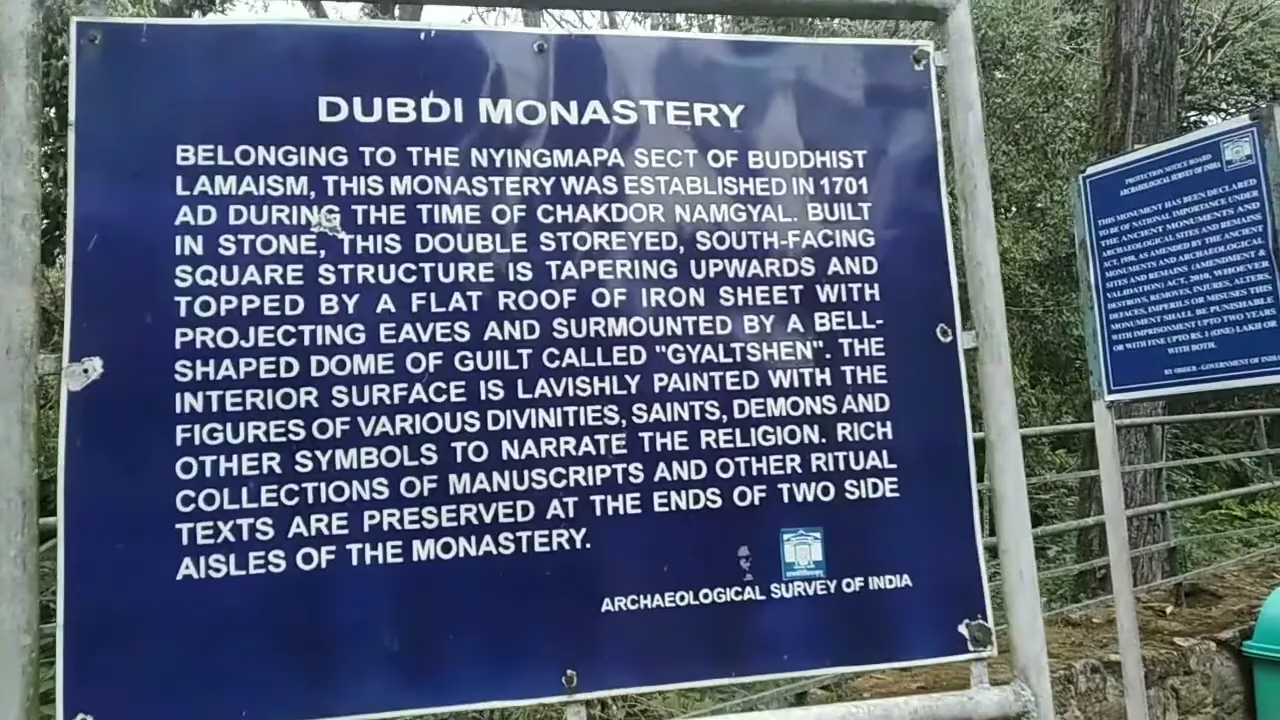 DUBDI MONASTERY
BELONGING TO THE NYINGMAPA SECT OF BUDDHIST
LAMAISM, THIS MONASTERY WAS ESTABLISHED IN 1701
AD DURING THE TIME OF CHAKDOR NAMGYAL. BUILT
IN STONE, THIS DOUBLE STOREYED, SOUTH-FACING
SQUARE STRUCTURE IS TAPERING UPWARDS AND
TOPPED BY A FLAT ROOF OF IRON SHEET WITH
PROJECTING EAVES AND SURMOUNTED BY A BELL-
SHAPED DOME OF GUILT CALLED "GYALTSHEN". THE
INTERIOR SURFACE IS LAVISHLY PAINTED WITH THE
FIGURES OF VARIOUS DIVINITIES, SAINTS, DEMONS AND
OTHER SYMBOLS TO NARRATE THE RELIGION. RICH
COLLECTIONS OF MANUSCRIPTS AND OTHER RITUAL
TEXTS ARE PRESERVED AT THE ENDS OF TWO SIDE
AISLES OF THE MONASTERY.
ARCHAEOLOGICAL SURVEY OF INDIA
PROTECTION NOTICE BOARD
ARCHAEOLOGICAL SURVEY OF INDIA
THIS MONUMENT HAS BEEN DECLARED
TO BE OF NATIONAL IMPORTANCE UNDER
THE ANCIENT MONUMENTS AND
ARCHAEOLOGICAL SITES AND REMAINS
ACT, 1958, AS AMENDED BY THE ANCIENT
MONUMENTS AND ARCHAEOLOGICAL
SITES AND REMAINS (AMENDMENT &
VALIDATION) ACT, 2010, WHOEVER
DESTROYS, REMOVES, INJURES, ALTERS,
DEFACES, IMPERILS OR MISUSES THIS
MONUMENT SHALL BE PUNISHABLE
WITH IMPRISONMENT UPTO TWO YEARS
OR WITH FINE UPTO RS. 1 (ONE) LAKH OR
WITH BOTH.
BY ORDER - GOVERNMENT OF INDIA